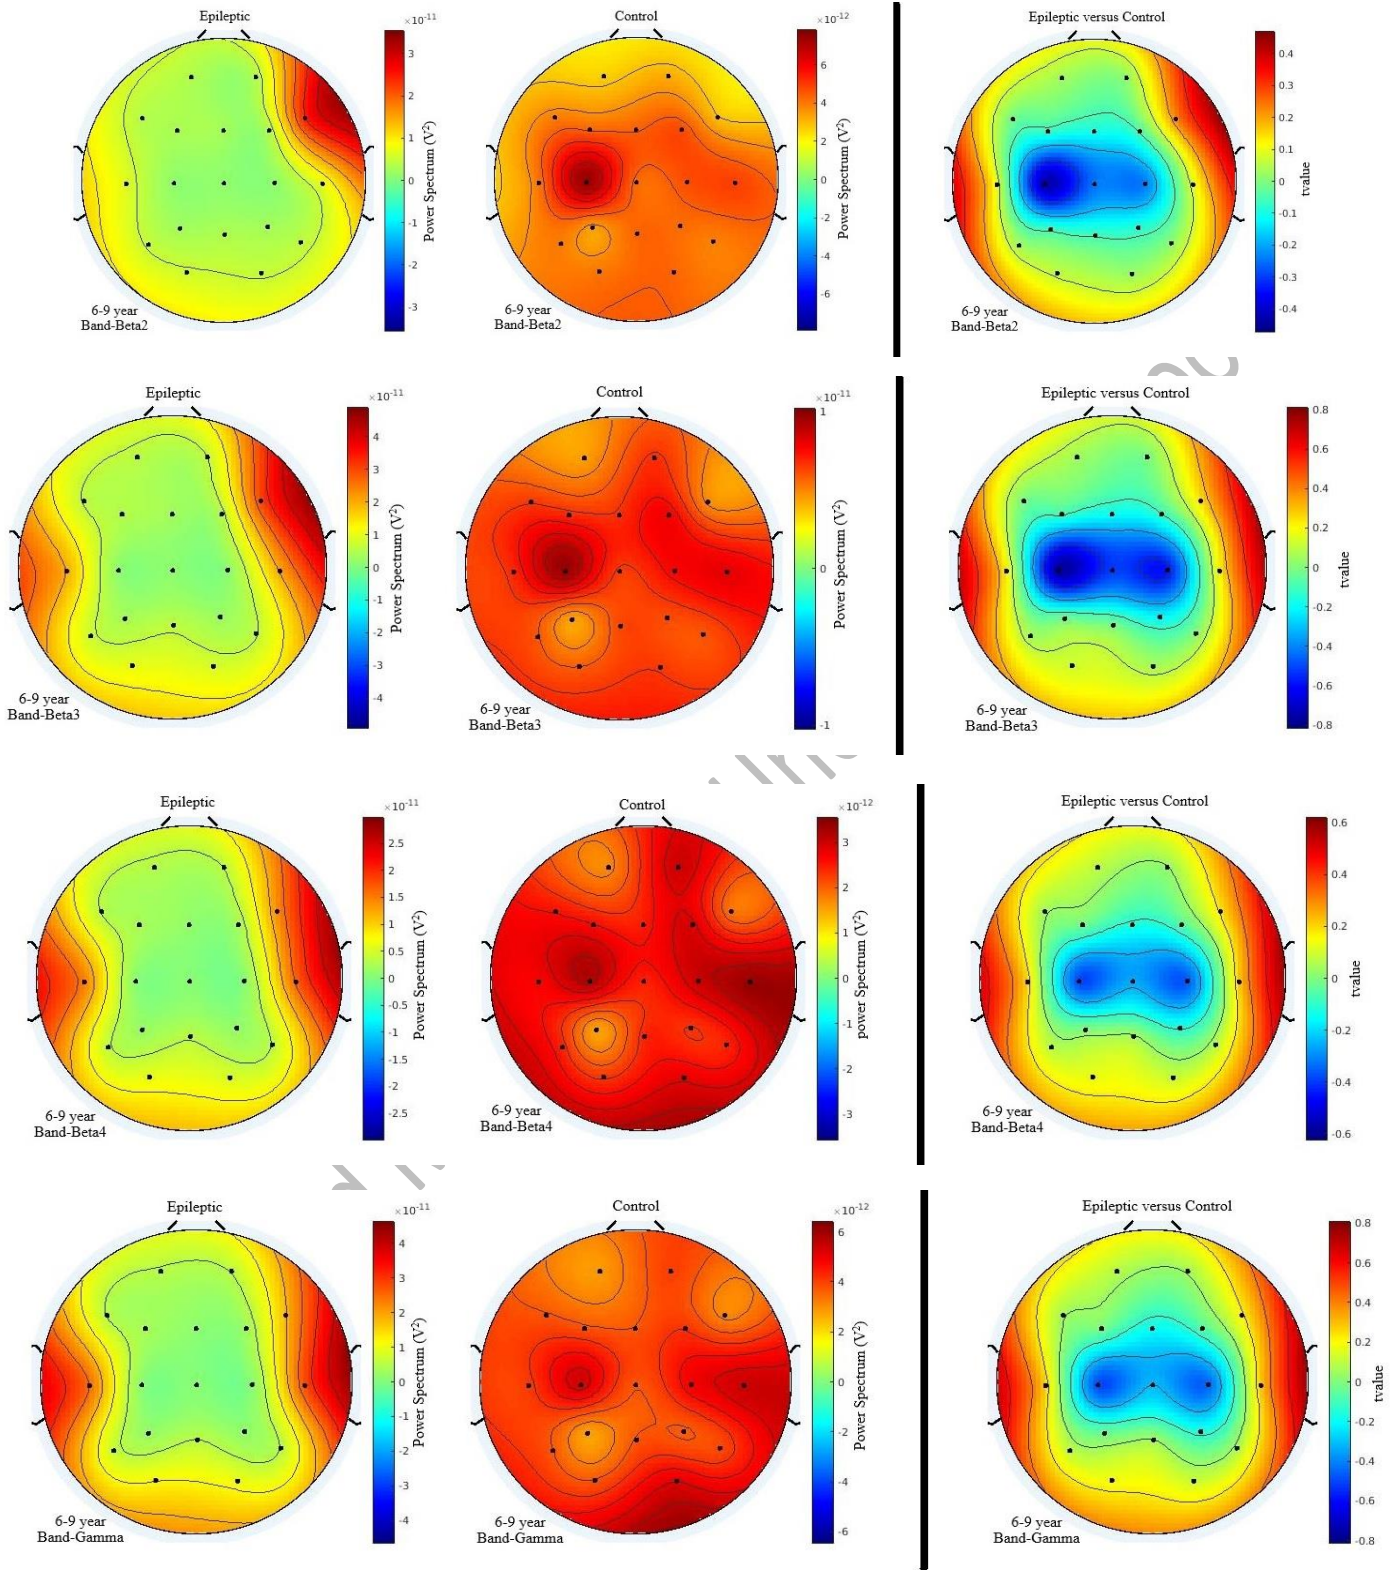 Epileptic
×10⁻¹¹
3
2
1
0
-1
-2
-3
Power Spectrum (V²)
6-9 year
Band-Beta2
Control
×10⁻¹²
6
4
2
0
-2
-4
-6
Power Spectrum (V²)
6-9 year
Band-Beta2
Epileptic versus Control
0.4
0.3
0.2
0.1
0
-0.1
-0.2
-0.3
-0.4
tvalue
6-9 year
Band-Beta2
Epileptic
×10⁻¹¹
4
3
2
1
0
-1
-2
-3
-4
Power Spectrum (V²)
6-9 year
Band-Beta3
Control
×10⁻¹¹
1
0
-1
Power Spectrum (V²)
6-9 year
Band-Beta3
Epileptic versus Control
0.8
0.6
0.4
0.2
0
-0.2
-0.4
-0.6
-0.8
tvalue
6-9 year
Band-Beta3
Epileptic
×10⁻¹¹
2.5
2
1.5
1
0.5
0
-0.5
-1
-1.5
-2
-2.5
Power Spectrum (V²)
6-9 year
Band-Beta4
Control
×10⁻¹²
3
2
1
0
-1
-2
-3
power Spectrum (V²)
6-9 year
Band-Beta4
Epileptic versus Control
0.6
0.4
0.2
0
-0.2
-0.4
-0.6
tvalue
6-9 year
Band-Beta4
Epileptic
×10⁻¹¹
4
3
2
1
0
-1
-2
-3
-4
Power Spectrum (V²)
6-9 year
Band-Gamma
Control
×10⁻¹²
6
4
2
0
-2
-4
-6
Power Spectrum (V²)
6-9 year
Band-Gamma
Epileptic versus Control
0.8
0.6
0.4
0.2
0
-0.2
-0.4
-0.6
-0.8
tvalue
6-9 year
Band-Gamma